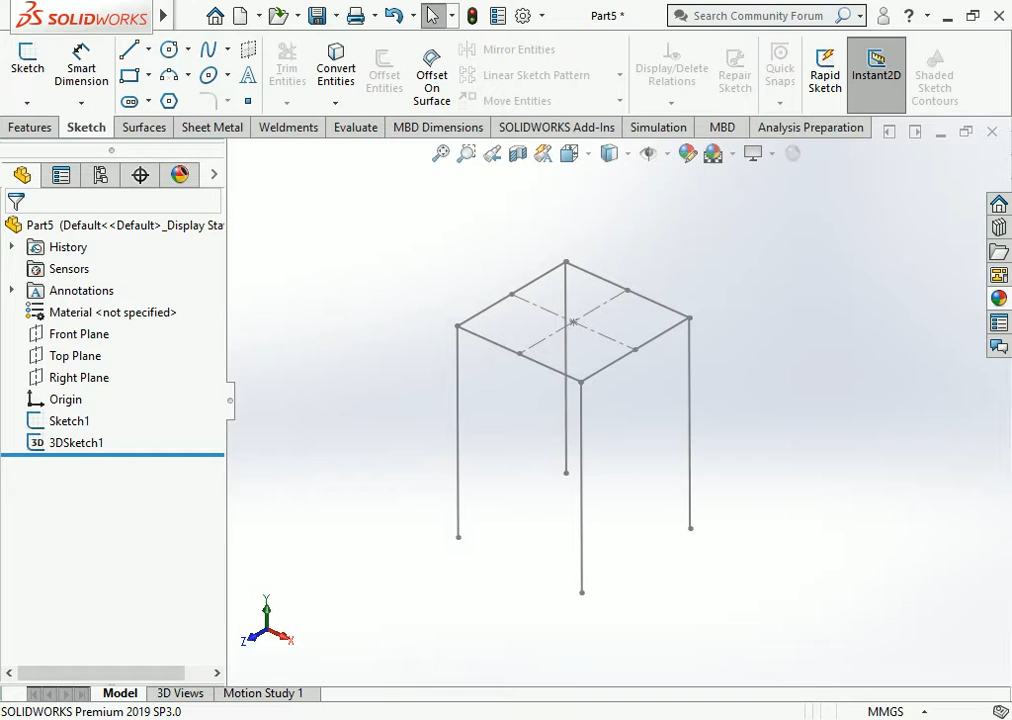 SOLIDWORKS
Part5 *
Search Community Forum
?
Sketch
Smart Dimension
Trim Entities
Convert Entities
Offset Entities
Offset On Surface
Mirror Entities
Linear Sketch Pattern
Move Entities
Display/Delete Relations
Repair Sketch
Quick Snaps
Rapid Sketch
Instant2D
Shaded Sketch Contours
Features
Sketch
Surfaces
Sheet Metal
Weldments
Evaluate
MBD Dimensions
SOLIDWORKS Add-Ins
Simulation
MBD
Analysis Preparation
Part5 (Default<<Default>_Display Sta
History
Sensors
A Annotations
Material <not specified>
Front Plane
Top Plane
Right Plane
Origin
Sketch1
3D 3DSketch1
Y
Z
X
Model
3D Views
Motion Study 1
SOLIDWORKS Premium 2019 SP3.0
MMGS